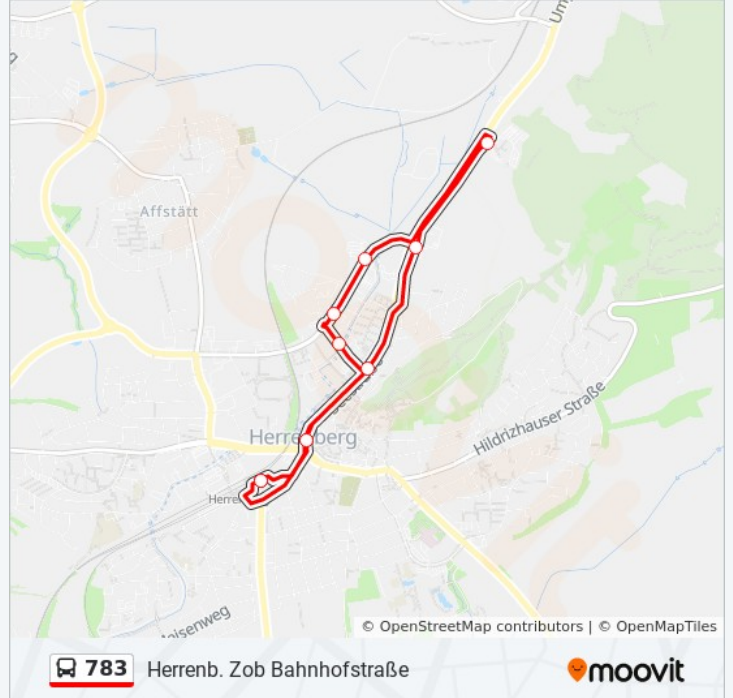 Affstätt
Herrenberg
Hildrizhauser Straße
© OpenStreetMap contributors | © OpenMapTiles
783 Herrenb. Zob Bahnhofstraße
moovit